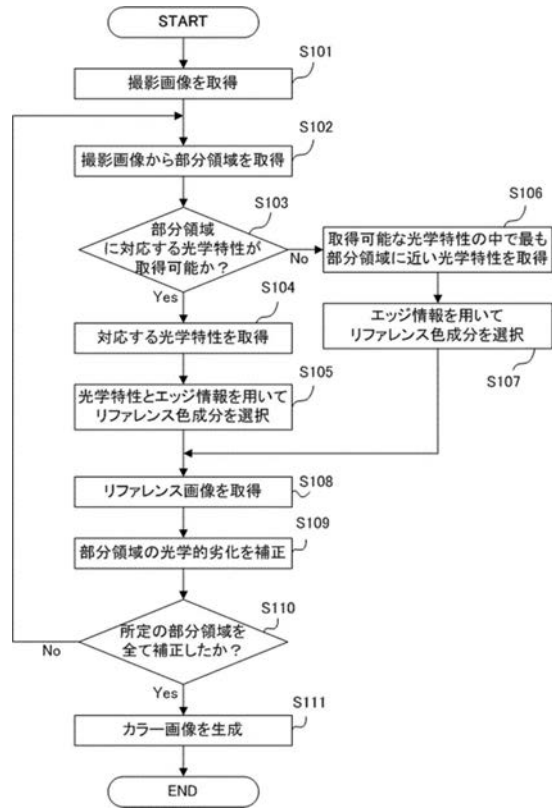 START
S101
撮影画像を取得
S102
撮影画像から部分領域を取得
S103
部分領域
に対応する光学特性が
取得可能か？
No
Yes
S106
取得可能な光学特性の中で最も
部分領域に近い光学特性を取得
S104
対応する光学特性を取得
エッジ情報を用いて
リファレンス色成分を選択
S107
S105
光学特性とエッジ情報を用いて
リファレンス色成分を選択
S108
リファレンス画像を取得
S109
部分領域の光学的劣化を補正
S110
所定の部分領域を
全て補正したか？
No
Yes
S111
カラー画像を生成
END